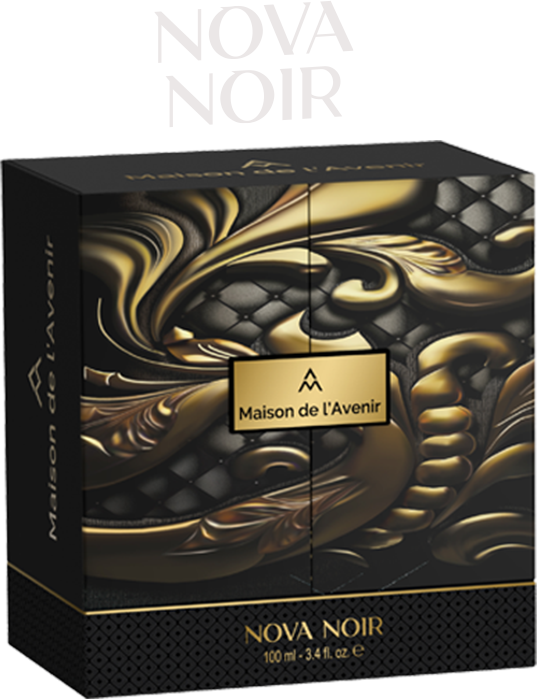 NOVA
NOIR
Maison de l'Avenir
Maison de l'Avenir
Maison de l'Avenir
NOVA NOIR
100 ml - 3.4 fl. oz. ℮